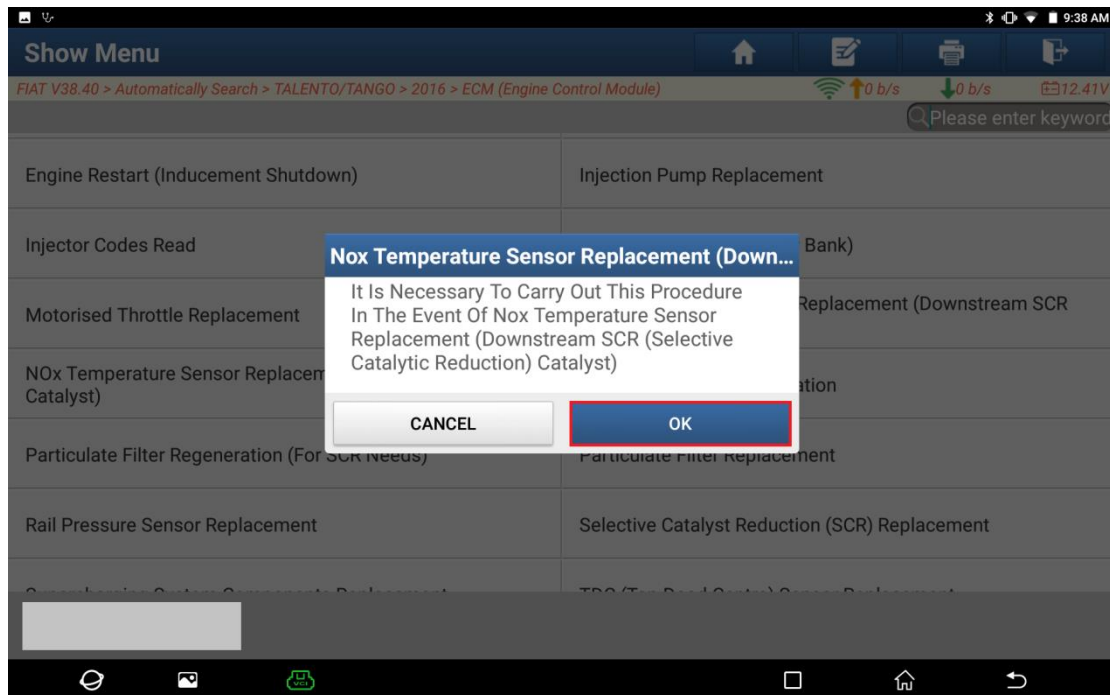 9:38 AM
Show Menu
FIAT V38.40 > Automatically Search > TALENTO/TANGO > 2016 > ECM (Engine Control Module)
0 b/s
0 b/s
12.41V
Please enter keyword
Engine Restart (Inducement Shutdown)
Injection Pump Replacement
Injector Codes Read
Bank)
Nox Temperature Sensor Replacement (Down...
It Is Necessary To Carry Out This Procedure
In The Event Of Nox Temperature Sensor
Replacement (Downstream SCR (Selective
Catalytic Reduction) Catalyst)
CANCEL
OK
Motorised Throttle Replacement
Replacement (Downstream SCR
NOx Temperature Sensor
Catalyst)
Particulate Filter Regeneration (For SCR Needs)
Particulate Filter Replacement
Rail Pressure Sensor Replacement
Selective Catalyst Reduction (SCR) Replacement
VCI